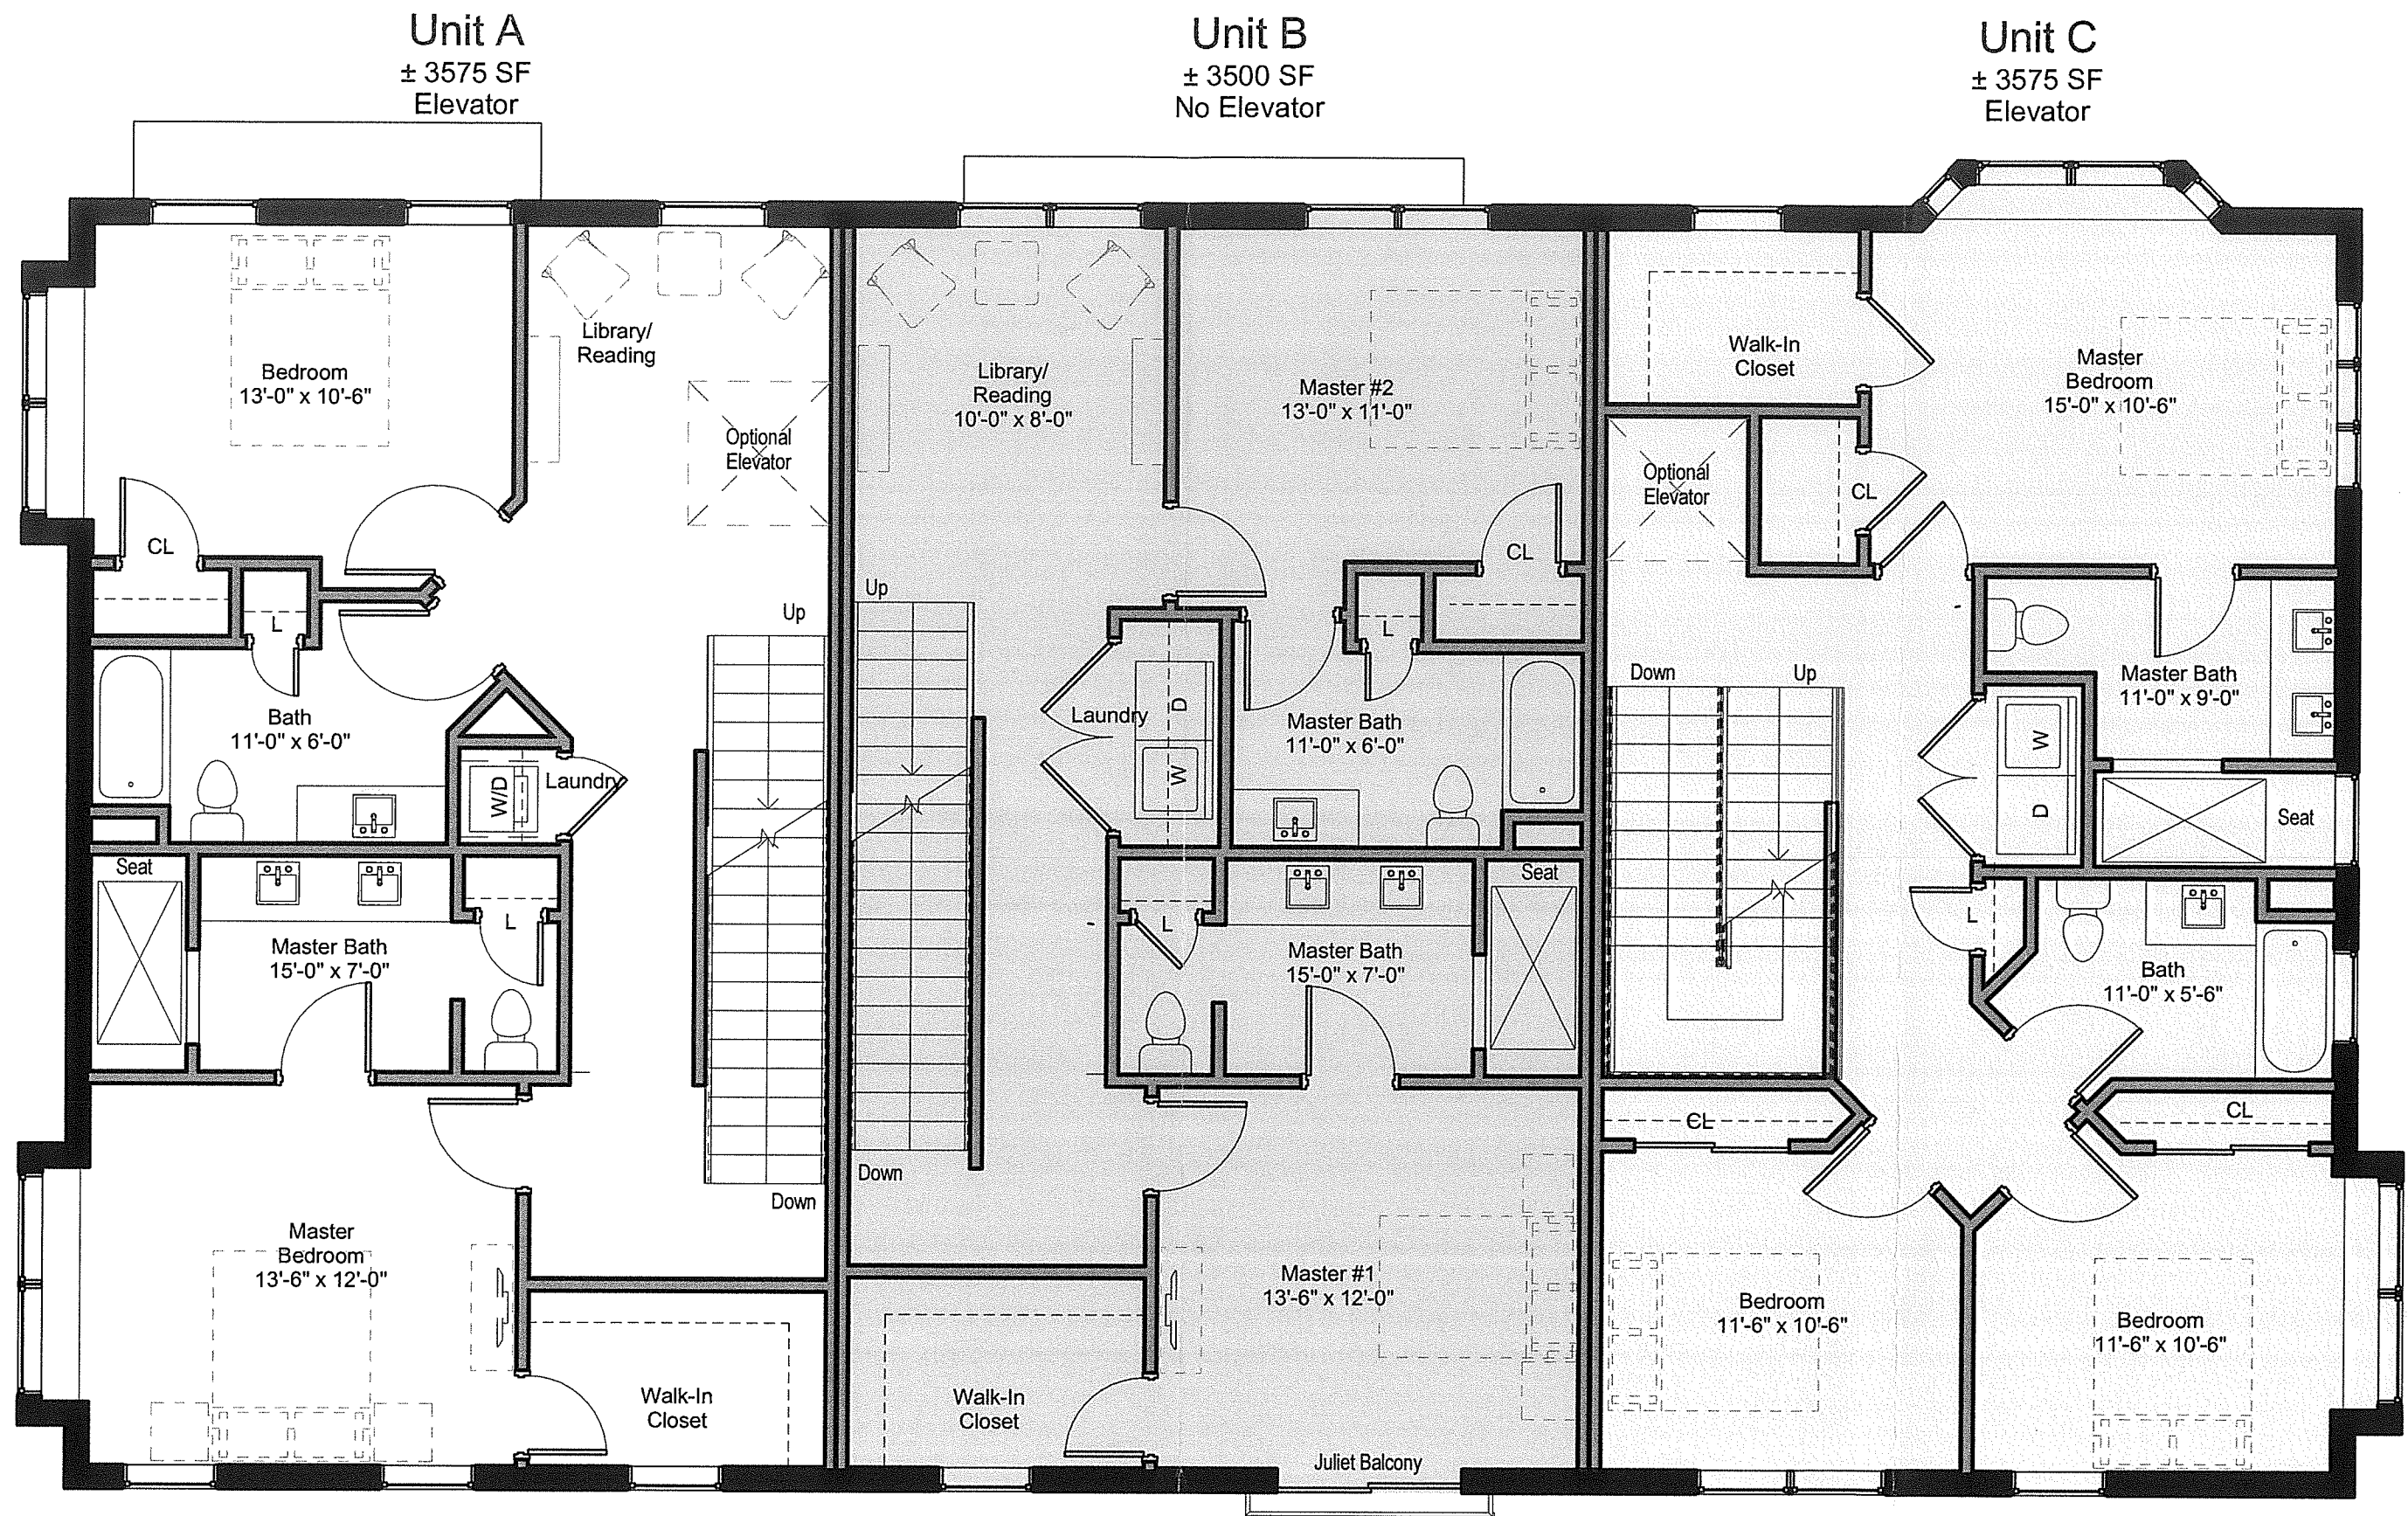 Unit A
± 3575 SF
Elevator
Unit B
± 3500 SF
No Elevator
Unit C
± 3575 SF
Elevator
Bedroom
13'-0" x 10'-6"
Library/
Reading
Optional
Elevator
CL
L
Up
Bath
11'-0" x 6'-0"
W/D
Laundry
Seat
Master Bath
15'-0" x 7'-0"
L
Down
Master
Bedroom
13'-6" x 12'-0"
Walk-In
Closet
Library/
Reading
10'-0" x 8'-0"
Master #2
13'-0" x 11'-0"
CL
Up
L
Laundry
D
W
Master Bath
11'-0" x 6'-0"
Seat
L
Master Bath
15'-0" x 7'-0"
Down
Master #1
13'-6" x 12'-0"
Walk-In
Closet
Juliet Balcony
Walk-In
Closet
Master
Bedroom
15'-0" x 10'-6"
Optional
Elevator
CL
Down
Up
Master Bath
11'-0" x 9'-0"
W
D
Seat
L
Bath
11'-0" x 5'-6"
CL
CL
Bedroom
11'-6" x 10'-6"
Bedroom
11'-6" x 10'-6"